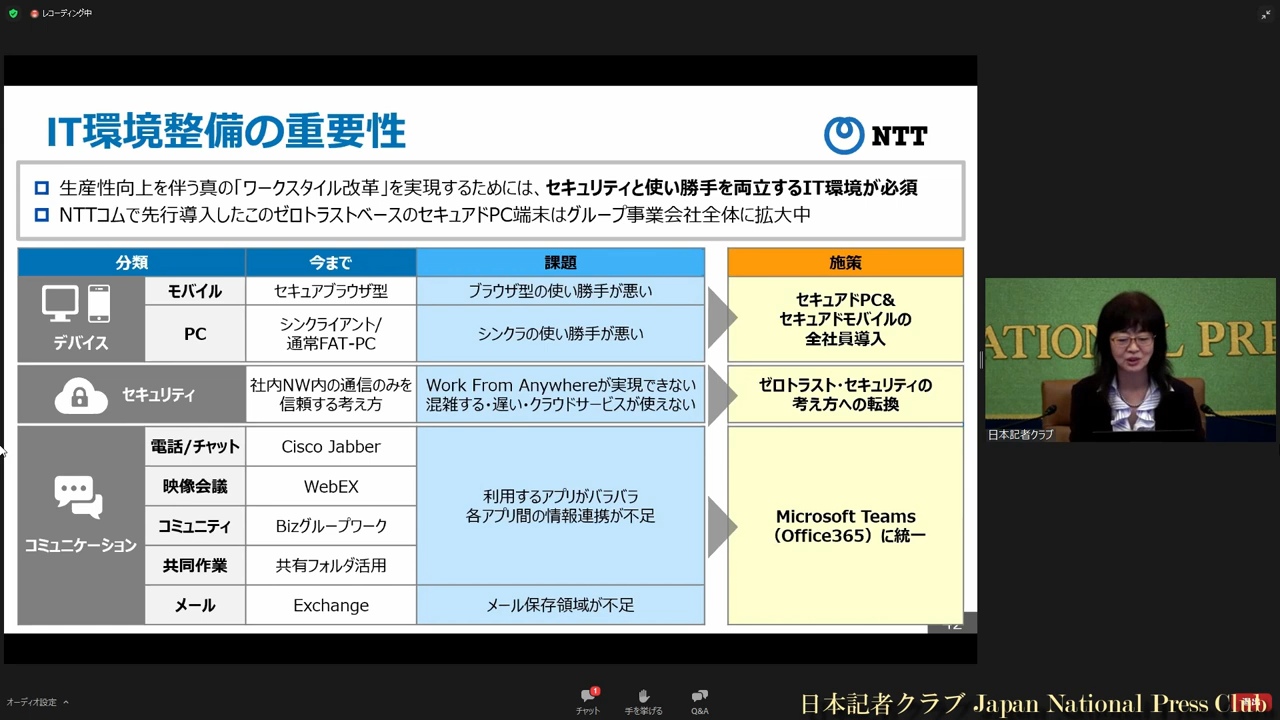 レコーディング中
IT環境整備の重要性
NTT
生産性向上を伴う真の「ワークスタイル改革」を実現するためには、セキュリティと使い勝手を両立するIT環境が必須
NTTコムで先行導入したこのゼロトラストベースのセキュアドPC端末はグループ事業会社全体に拡大中
分類
今まで
課題
施策
デバイス
モバイル
セキュアブラウザ型
ブラウザ型の使い勝手が悪い
PC
シンクライアント/
通常FAT-PC
シンクラの使い勝手が悪い
セキュアドPC&
セキュアドモバイルの
全社員導入
セキュリティ
社内NW内の通信のみを
信頼する考え方
Work From Anywhereが実現できない
混雑する・遅い・クラウドサービスが使えない
ゼロトラスト・セキュリティの
考え方への転換
コミュニケーション
電話/チャット
Cisco Jabber
映像会議
WebEX
コミュニティ
Bizグループワーク
共同作業
共有フォルダ活用
利用するアプリがバラバラ
各アプリ間の情報連携が不足
メール
Exchange
メール保存領域が不足
Microsoft Teams
（Office365）に統一
NATIONAL PRE
日本記者クラブ
オーディオ設定
1
チャット
手を挙げる
Q&A
日本記者クラブ Japan National Press Club